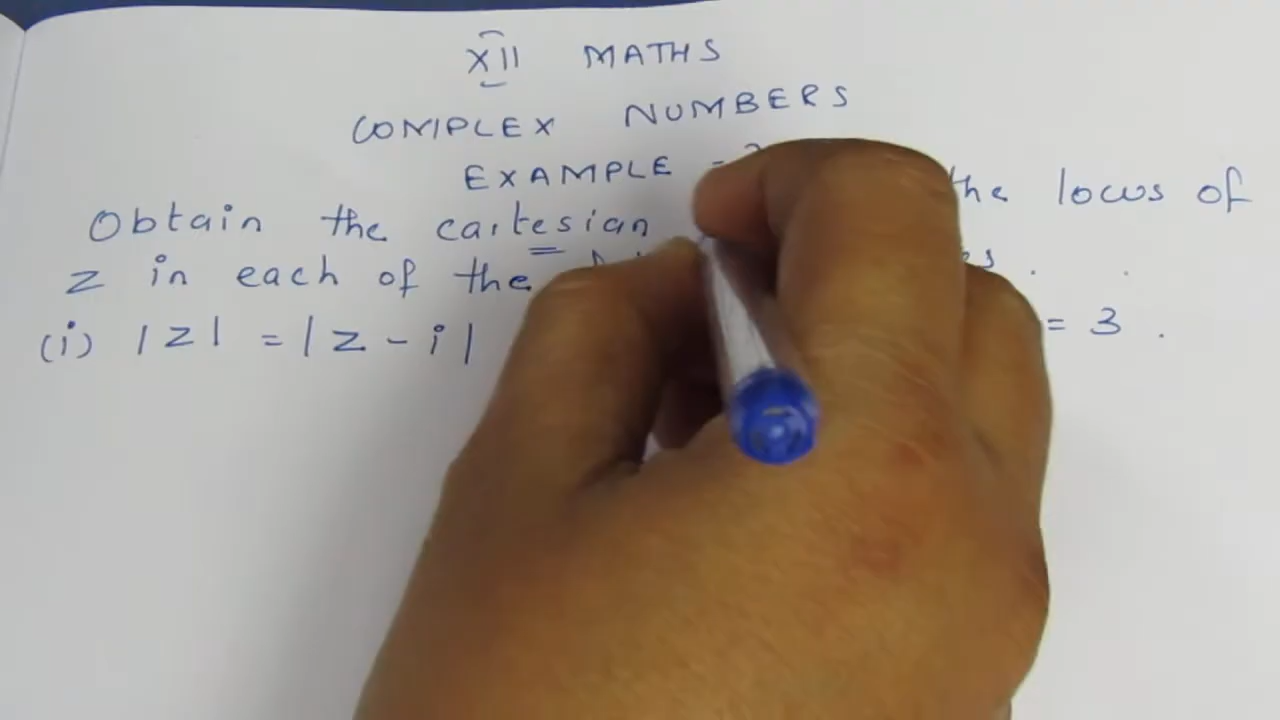 XII MATHS
COMPLEX NUMBERS
EXAMPLE -
Obtain the cartesian the locus of
z in each of the
(i) |z| = |z - i| = 3 .